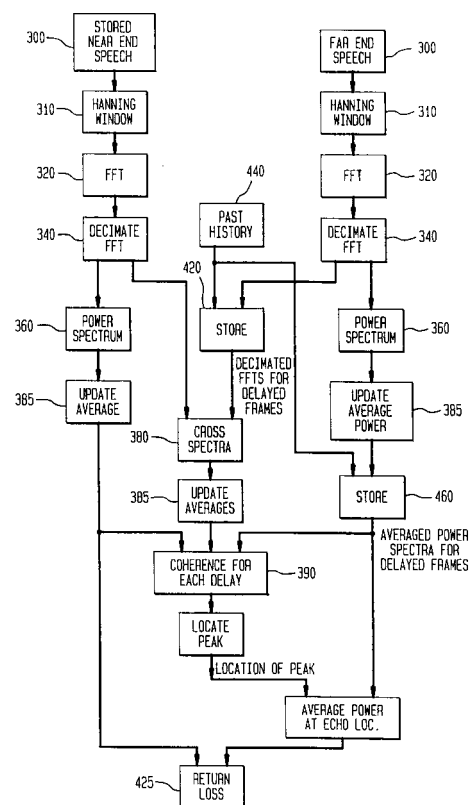 300
STORED
NEAR END
SPEECH
FAR END
SPEECH
300
310
HANNING
WINDOW
HANNING
WINDOW
310
320
FFT
440
FFT
320
340
DECIMATE
FFT
PAST
HISTORY
DECIMATE
FFT
340
420
360
POWER
SPECTRUM
STORE
POWER
SPECTRUM
360
DECIMATED
FFTS FOR
DELAYED
FRAMES
385
UPDATE
AVERAGE
UPDATE
AVERAGE
POWER
385
380
CROSS
SPECTRA
385
UPDATE
AVERAGES
STORE
460
AVERAGED POWER
SPECTRA FOR
DELAYED FRAMES
COHERENCE FOR
EACH DELAY
390
LOCATE
PEAK
LOCATION OF PEAK
AVERAGE POWER
AT ECHO LOC.
425
RETURN
LOSS